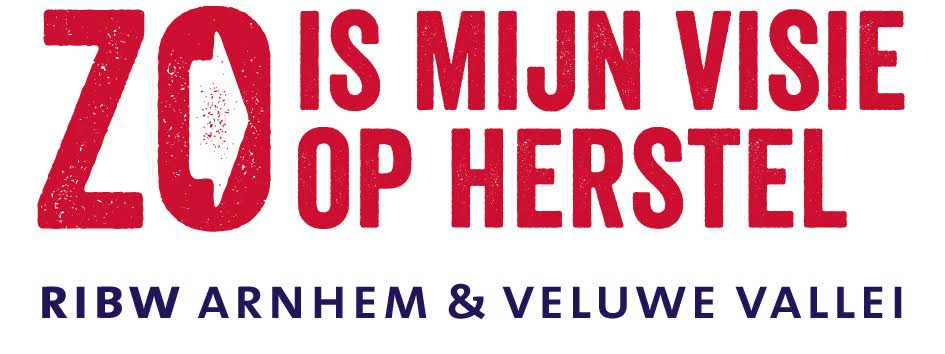 ZO IS MIJN VISIE
OP HERSTEL
RIBW ARNHEM & VELUWE VALLEI